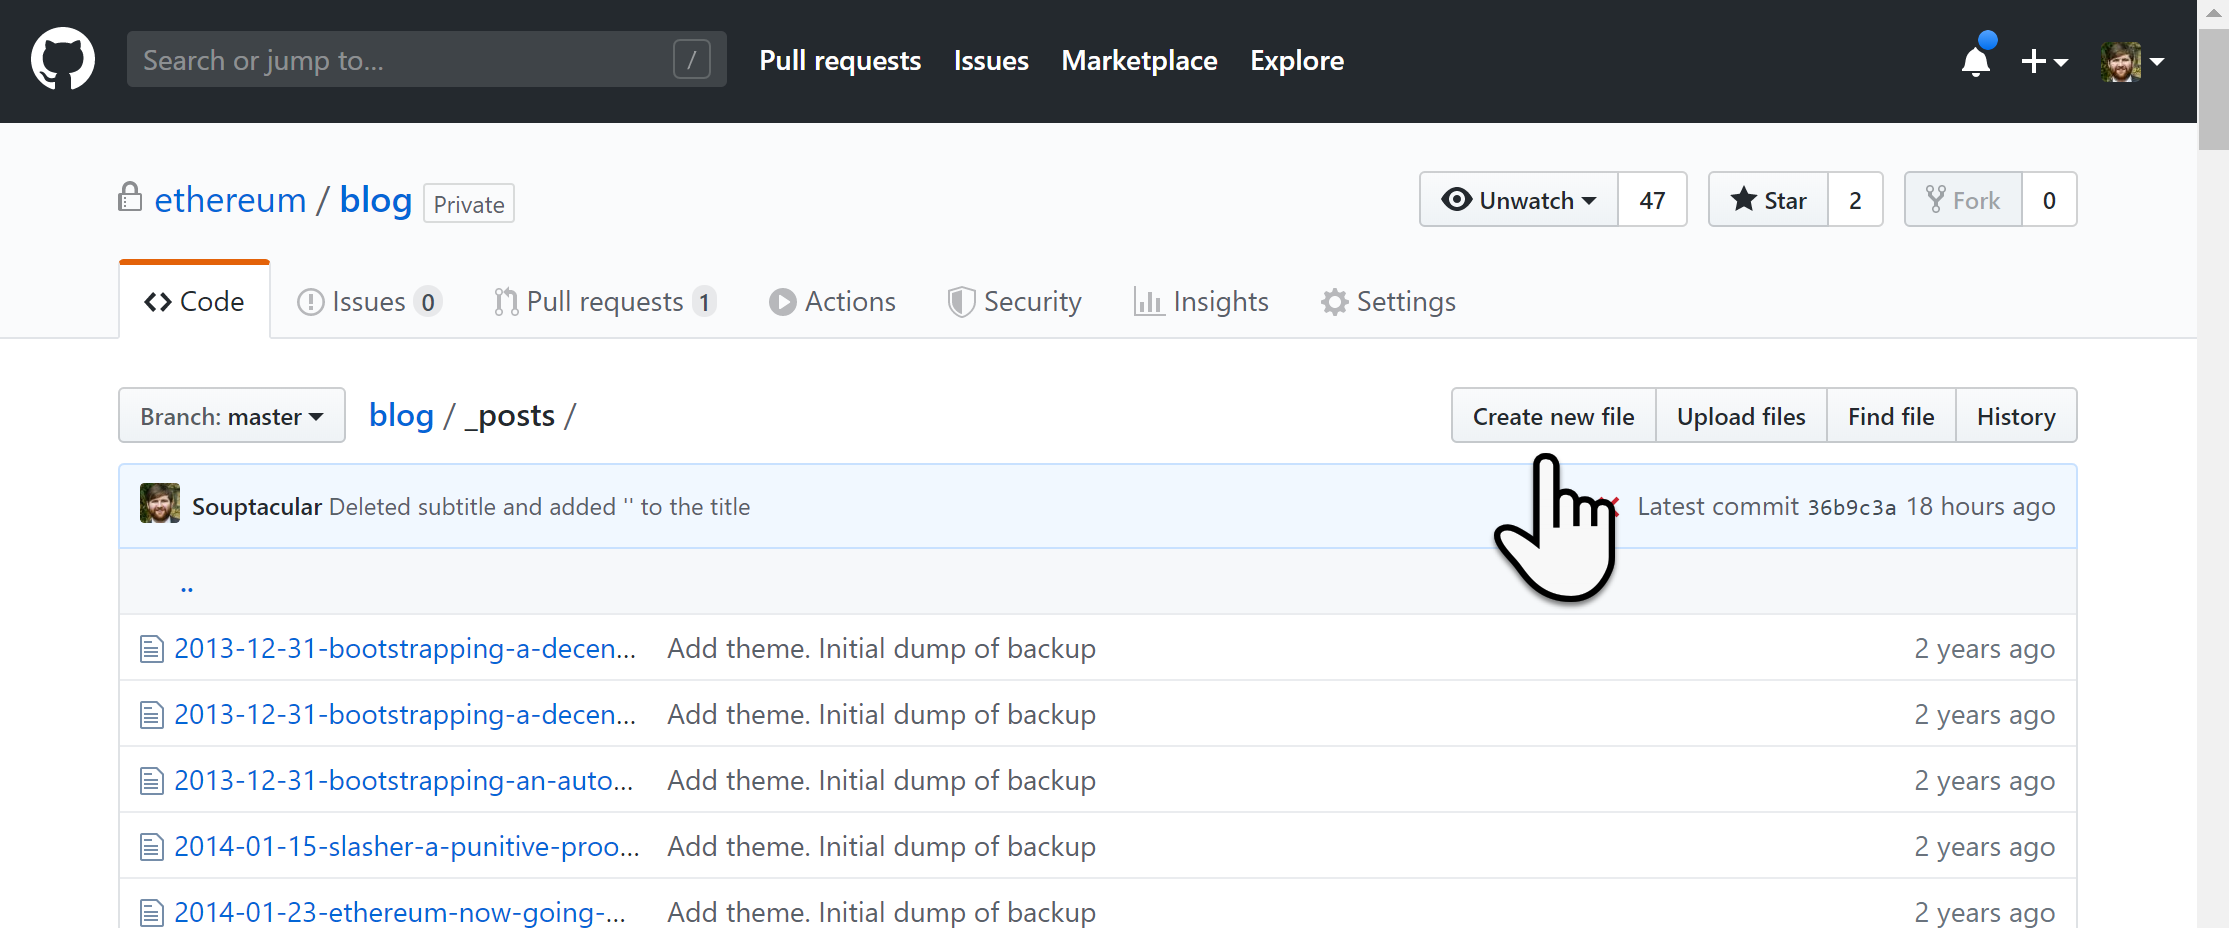 Search or jump to... /
Pull requests Issues Marketplace Explore
ethereum / blog Private
Unwatch 47 Star 2 Fork 0
Code Issues 0 Pull requests 1 Actions Security Insights Settings
Branch: master blog / _posts /
Create new file Upload files Find file History
Souptacular Deleted subtitle and added '' to the title Latest commit 36b9c3a 18 hours ago
..
2013-12-31-bootstrapping-a-decen... Add theme. Initial dump of backup 2 years ago
2013-12-31-bootstrapping-a-decen... Add theme. Initial dump of backup 2 years ago
2013-12-31-bootstrapping-an-auto... Add theme. Initial dump of backup 2 years ago
2014-01-15-slasher-a-punitive-proo... Add theme. Initial dump of backup 2 years ago
2014-01-23-ethereum-now-going-... Add theme. Initial dump of backup 2 years ago